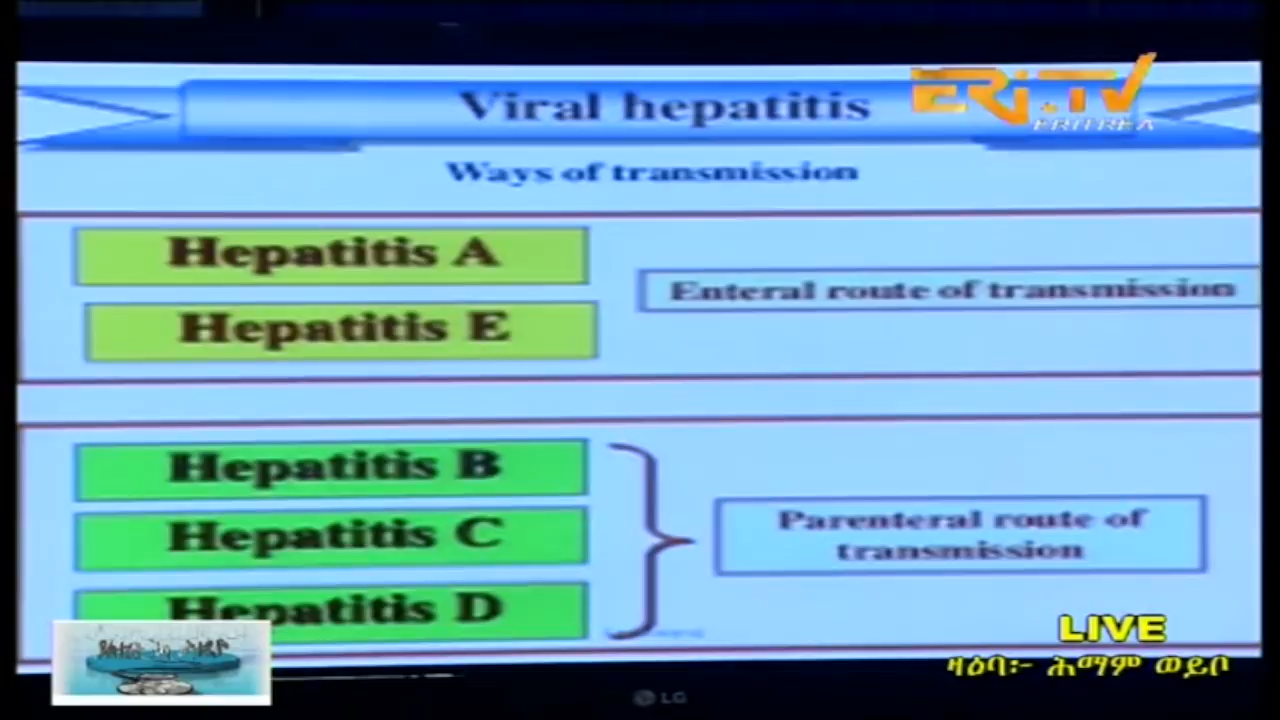 Viral hepatitis
ERi.TV
ERITREA
Ways of transmission
Hepatitis A
Enteral route of transmission
Hepatitis E
Hepatitis B
Hepatitis C
Parenteral route of
transmission
Hepatitis D
LIVE
ዛዕባ፡- ሕማም ወይቦ
LG